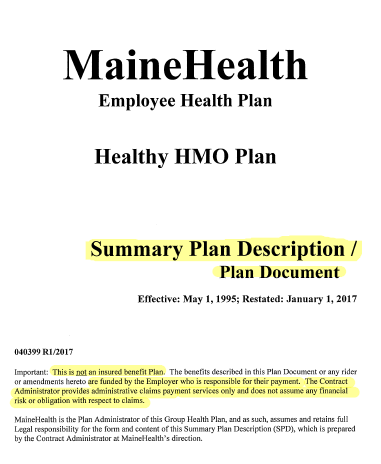 MaineHealth
Employee Health Plan
Healthy HMO Plan
Summary Plan Description /
Plan Document
Effective: May 1, 1995; Restated: January 1, 2017
040399 R1/2017
Important: This is not an insured benefit Plan. The benefits described in this Plan Document or any rider
or amendments hereto are funded by the Employer who is responsible for their payment. The Contract
Administrator provides administrative claims payment services only and does not assume any financial
risk or obligation with respect to claims.
MaineHealth is the Plan Administrator of this Group Health Plan, and as such, assumes and retains full
Legal responsibility for the form and content of this Summary Plan Description (SPD), which is prepared
by the Contract Administrator at MaineHealth's direction.